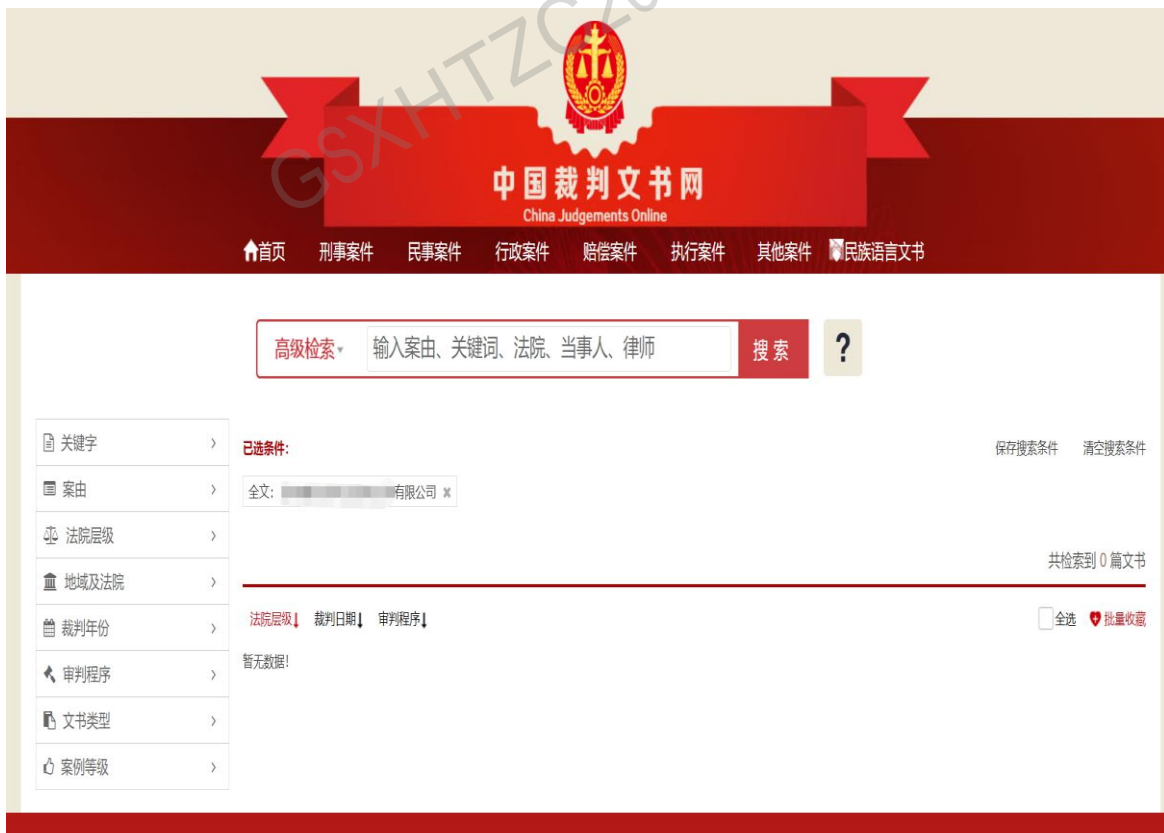 GSXHTZC20
中国裁判文书网
China Judgements Online
首页 刑事案件 民事案件 行政案件 赔偿案件 执行案件 其他案件 民族语言文书
高级检索 输入案由、关键词、法院、当事人、律师 搜索 ?
关键字
案由
法院层级
地域及法院
裁判年份
审判程序
文书类型
案例等级
已选条件: 保存搜索条件 清空搜索条件
全文: 有限公司 ×
共检索到 0 篇文书
法院层级 裁判日期 审判程序 全选 批量收藏
暂无数据!